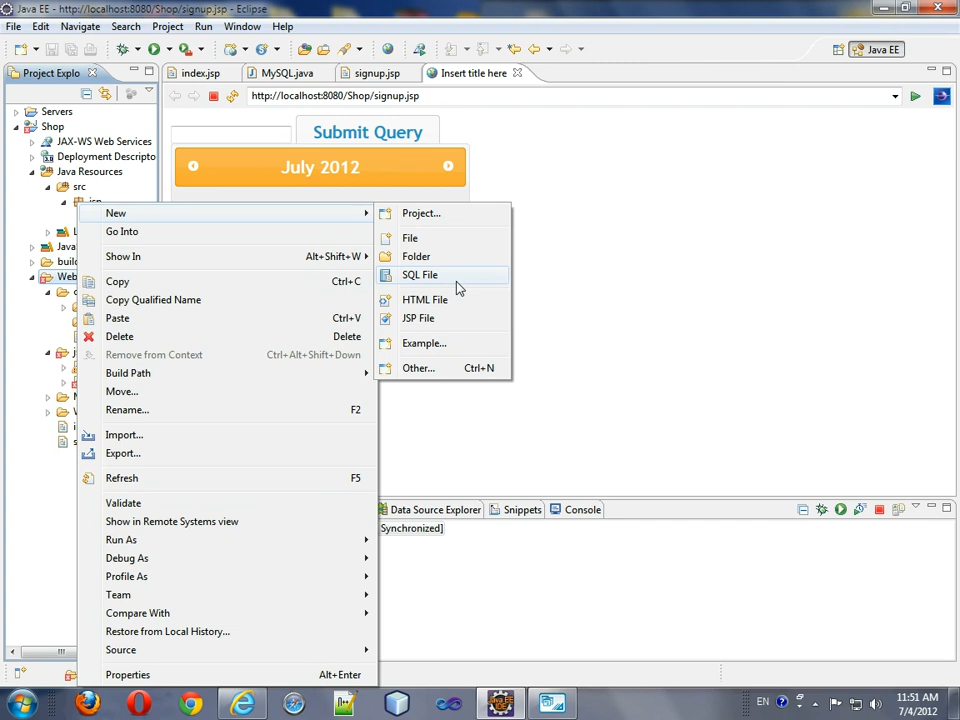 Java EE - http://localhost:8080/Shop/signup.jsp - Eclipse
File Edit Navigate Search Project Run Window Help
Java EE
Project Explo
index.jsp
MySQL.java
signup.jsp
Insert title here
http://localhost:8080/Shop/signup.jsp
Servers
Shop
JAX-WS Web Services
Deployment Descripto
Java Resources
src
Submit Query
July 2012
New
Go Into
Show In Alt+Shift+W
Copy Ctrl+C
Copy Qualified Name
Paste Ctrl+V
Delete Delete
Remove from Context Ctrl+Alt+Shift+Down
Build Path
Move...
Rename... F2
Import...
Export...
Refresh F5
Validate
Show in Remote Systems view
Run As
Debug As
Profile As
Team
Compare With
Restore from Local History...
Source
Properties Alt+Enter
Project...
File
Folder
SQL File
HTML File
JSP File
Example...
Other... Ctrl+N
Data Source Explorer
Snippets
Console
Synchronized]
EN
11:51 AM
7/4/2012